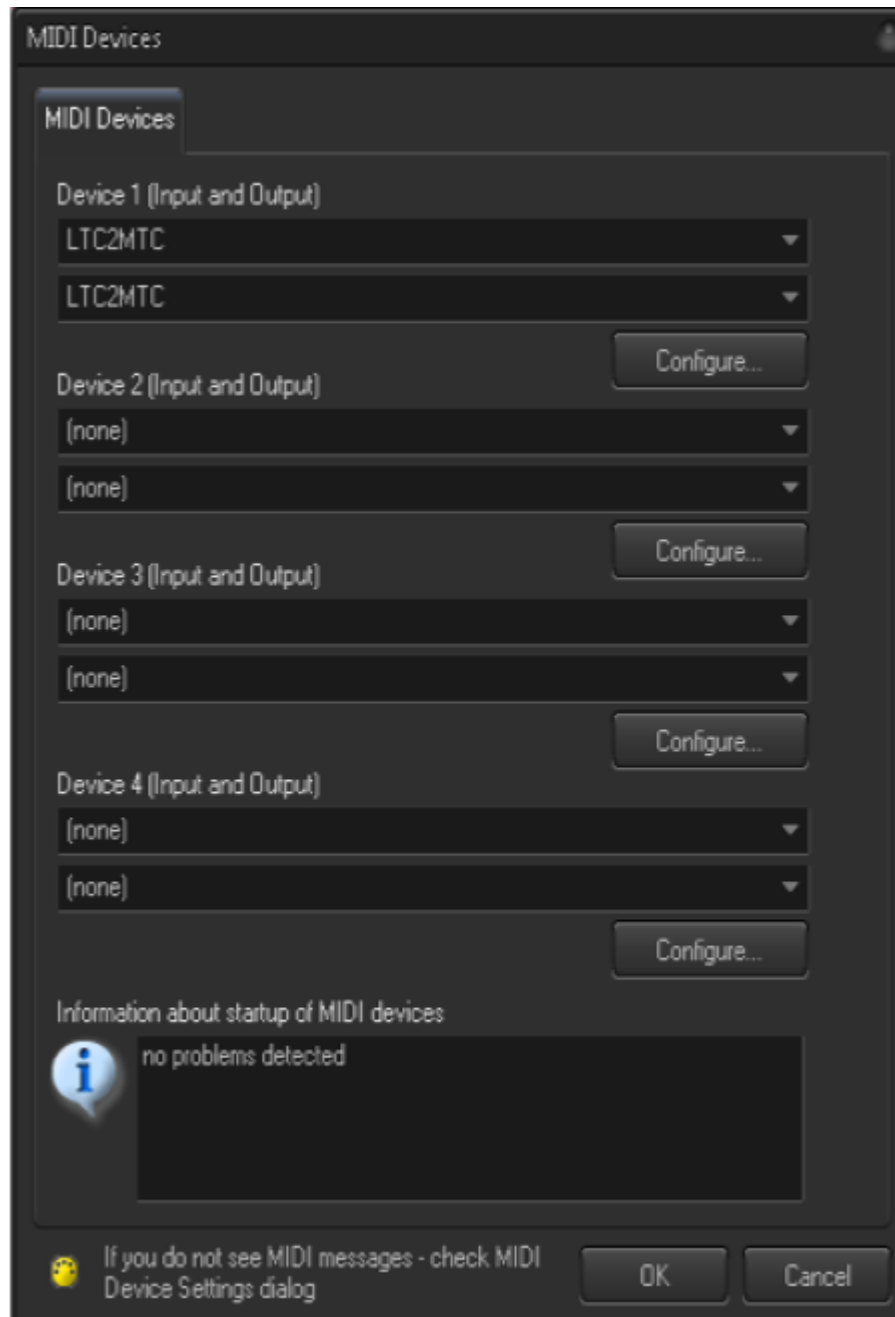 MIDI Devices
MIDI Devices
Device 1 (Input and Output)
LTC2MTC
LTC2MTC
Configure...
Device 2 (Input and Output)
(none)
(none)
Configure...
Device 3 (Input and Output)
(none)
(none)
Configure...
Device 4 (Input and Output)
(none)
(none)
Configure...
Information about startup of MIDI devices
no problems detected
If you do not see MIDI messages - check MIDI
Device Settings dialog
OK
Cancel